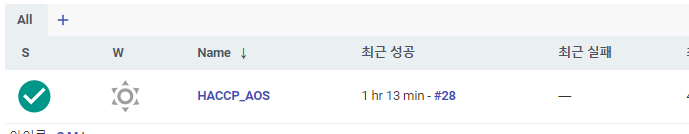 All +
S W Name ↓ 최근 성공 최근 실패
HACCP_AOS 1 hr 13 min - #28 —